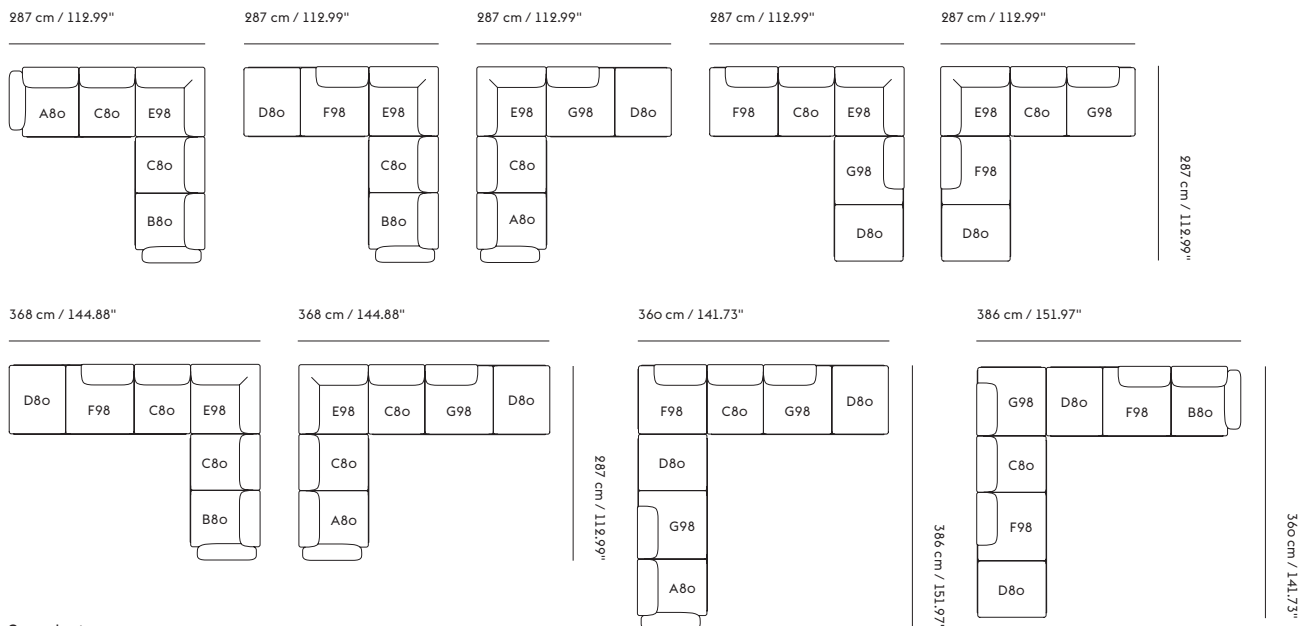 287 cm / 112.99" 287 cm / 112.99" 287 cm / 112.99" 287 cm / 112.99" 287 cm / 112.99"
A80 C80 E98 D80 F98 E98 E98 G98 D80 F98 C80 E98 E98 C80 G98
C80 C80 C80 G98 F98
287 cm / 112.99"
B80 B80 A80 D80 D80
368 cm / 144.88" 368 cm / 144.88" 360 cm / 141.73" 386 cm / 151.97"
D80 F98 C80 E98 E98 C80 G98 D80 F98 C80 G98 D80 G98 D80 F98 B80
C80 C80 D80 C80
287 cm / 112.99"
B80 A80 G98 F98
386 cm / 151.97"
360 cm / 141.73"
A80 D80